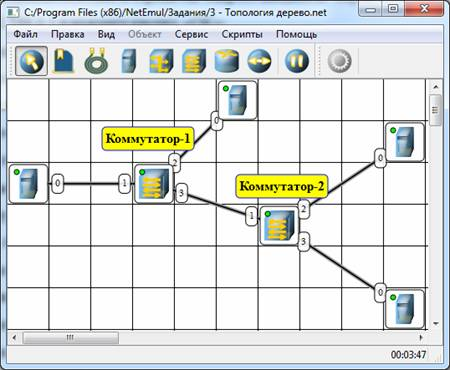 C:/Program Files (x86)/NetEmul/Задания/3 - Топология дерево.net
Файл Правка Вид Объект Сервис Скрипты Помощь
0
Коммутатор-1
2
0
0
1
3
Коммутатор-2
2
1
3
0
00:03:47